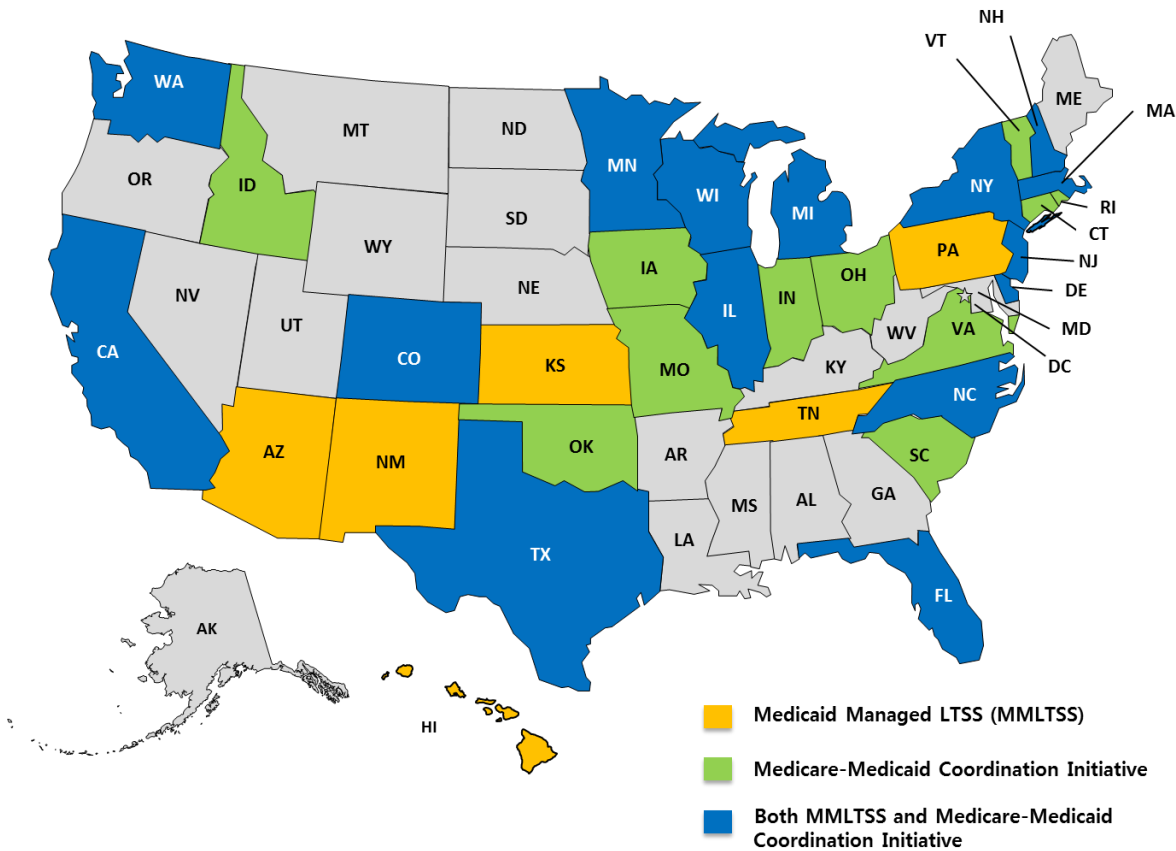 NH
VT
WA
ME
MT
ND
MA
MN
OR
ID
NY
WI
SD
MI
RI
WY
CT
PA
IA
NJ
OH
NE
DE
NV
IN
IL
UT
MD
VA
WV
CA
CO
DC
KY
KS
MO
NC
TN
OK
AZ
AR
SC
NM
GA
MS
AL
LA
TX
FL
AK
HI
Medicaid Managed LTSS (MMLTSS)
Medicare-Medicaid Coordination Initiative
Both MMLTSS and Medicare-Medicaid
Coordination Initiative